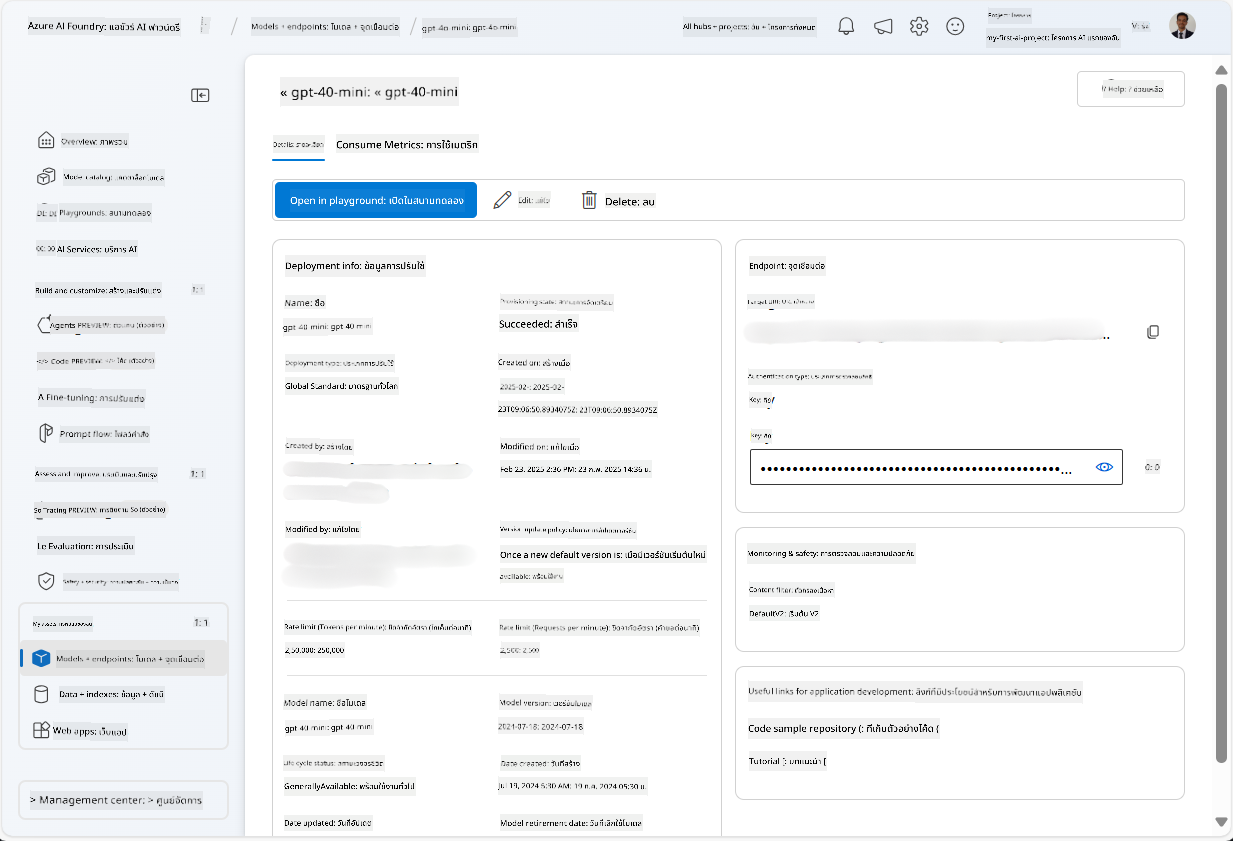 Azure AI Foundry: แอชัวร์ AI ฟาวน์ดรี
/
Models + endpoints: โมเดล + จุดเชื่อมต่อ
/
gpt-4o-mini: gpt-4o-mini
All hubs + projects: ฮับ + โครงการทั้งหมด
Project:
my-first-ai-project: โครงการ AI แรกของฉัน
« gpt-40-mini: « gpt-40-mini
// Help: / ช่วยเหลือ
Details: รายละเอียด
Consume Metrics: การใช้เมตริก
Open in playground: เปิดในสนามทดลอง
Edit: แก้ไข
Delete: ลบ
Overview: ภาพรวม
Model catalog: แคตตาล็อกโมเดล
Playgrounds: สนามทดลอง
AI Services: บริการ AI
Build and customize: สร้างและปรับแต่ง
1: 1
Agents PREVIEW: ตัวแทน (ตัวอย่าง)
</> Code PREVIEW: </> โค้ด (ตัวอย่าง)
A Fine-tuning: การปรับแต่ง
Prompt flow: โฟลว์คำสั่ง
Assess and improve: ประเมินและปรับปรุง
1: 1
So Tracing PREVIEW: การติดตาม So (ตัวอย่าง)
Le Evaluation: การประเมิน
Safety + security: ความปลอดภัย + ความมั่นคง
My assets: ทรัพย์สินของฉัน
1: 1
Models + endpoints: โมเดล + จุดเชื่อมต่อ
Data + indexes: ข้อมูล + ดัชนี
Web apps: เว็บแอป
> Management center: > ศูนย์จัดการ
Deployment info: ข้อมูลการปรับใช้
Name: ชื่อ
gpt 40 mini: gpt 40 mini
Provisioning state: สถานะการจัดเตรียม
Succeeded: สำเร็จ
Deployment type: ประเภทการปรับใช้
Global Standard: มาตรฐานทั่วโลก
Created on: สร้างเมื่อ
2025-02-: 2025-02-
23T09:06:50.8934075Z: 23T09:06:50.8934075Z
Created by: สร้างโดย
Modified on: แก้ไขเมื่อ
Feb 23, 2025 2:36 PM: 23 ก.พ. 2025 14:36 น.
Modified by: แก้ไขโดย
Version update policy: นโยบายการอัปเดตเวอร์ชัน
Once a new default version is: เมื่อมีเวอร์ชันเริ่มต้นใหม่
available: พร้อมใช้งาน
Rate limit (Tokens per minute): ขีดจำกัดอัตรา (โทเค็นต่อนาที)
2,50,000: 250,000
Rate limit (Requests per minute): ขีดจำกัดอัตรา (คำขอต่อนาที)
2,500: 2,500
Model name: ชื่อโมเดล
gpt 40 mini: gpt 40 mini
Model version: เวอร์ชันโมเดล
2024-07-18: 2024-07-18
Life cycle status: สถานะวงจรชีวิต
GenerallyAvailable: พร้อมใช้งานทั่วไป
Date created: วันที่สร้าง
Jul 19, 2024 5:30 AM: 19 ก.ค. 2024 05:30 น.
Date updated: วันที่อัปเดต
Model retirement date: วันที่เลิกใช้โมเดล
Endpoint: จุดเชื่อมต่อ
Target URI: URI เป้าหมาย
...
Authentication type: ประเภทการตรวจสอบสิทธิ์
Key: คีย์
Key: คีย์
0: 0
Monitoring & safety: การตรวจสอบและความปลอดภัย
Content filter: ตัวกรองเนื้อหา
DefaultV2: เริ่มต้น V2
Useful links for application development: ลิงก์ที่มีประโยชน์สำหรับการพัฒนาแอปพลิเคชัน
Code sample repository (: ที่เก็บตัวอย่างโค้ด (
Tutorial [: บทแนะนำ [